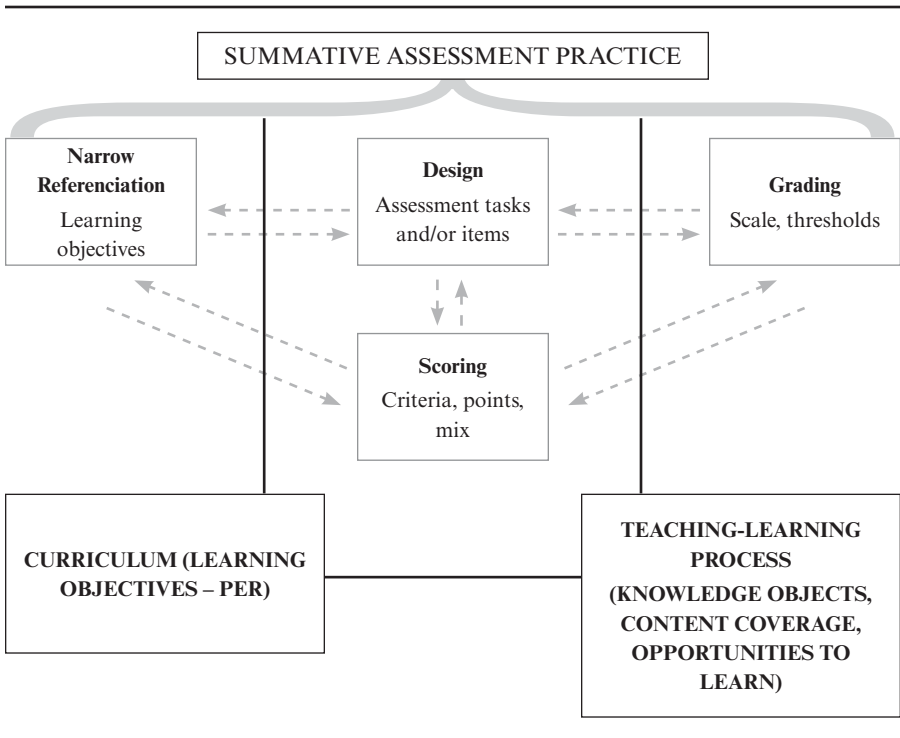 SUMMATIVE ASSESSMENT PRACTICE
Narrow
Referenciation
Learning
objectives
Design
Assessment tasks
and/or items
Grading
Scale, thresholds
Scoring
Criteria, points,
mix
CURRICULUM (LEARNING
OBJECTIVES – PER)
TEACHING-LEARNING
PROCESS
(KNOWLEDGE OBJECTS,
CONTENT COVERAGE,
OPPORTUNITIES TO
LEARN)